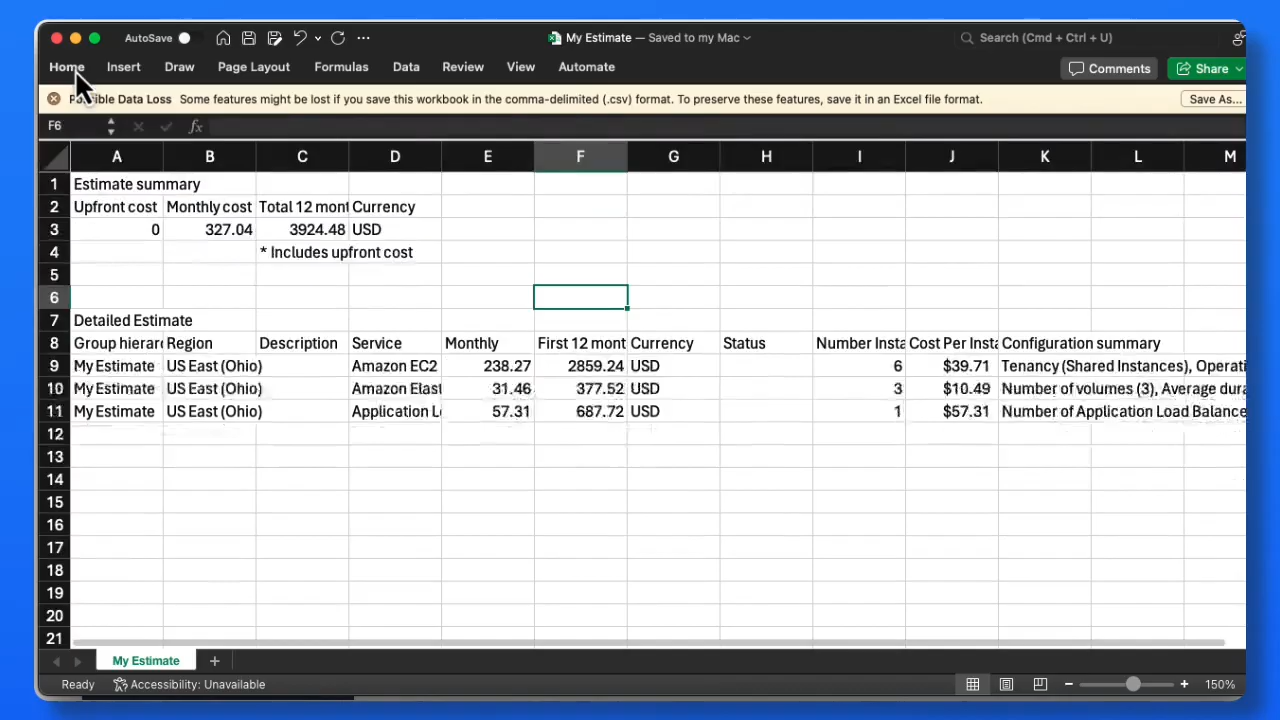 AutoSave
My Estimate — Saved to my Mac
Search (Cmd + Ctrl + U)
Home Insert Draw Page Layout Formulas Data Review View Automate Comments Share
Data Loss Some features might be lost if you save this workbook in the comma-delimited (.csv) format. To preserve these features, save it in an Excel file format. Save As...
F6 fx
A B C D E F G H I J K L M
1 Estimate summary
2 Upfront cost Monthly cost Total 12 mont Currency
3 0 327.04 3924.48 USD
4 * Includes upfront cost
5
6
7 Detailed Estimate
8 Group hierar Region Description Service Monthly First 12 mont Currency Status Number Insta Cost Per Insta Configuration summary
9 My Estimate US East (Ohio) Amazon EC2 238.27 2859.24 USD 6 $39.71 Tenancy (Shared Instances), Operati
10 My Estimate US East (Ohio) Amazon Elast 31.46 377.52 USD 3 $10.49 Number of volumes (3), Average dura
11 My Estimate US East (Ohio) Application L 57.31 687.72 USD 1 $57.31 Number of Application Load Balance
12
13
14
15
16
17
18
19
20
21
My Estimate +
Ready Accessibility: Unavailable 150%